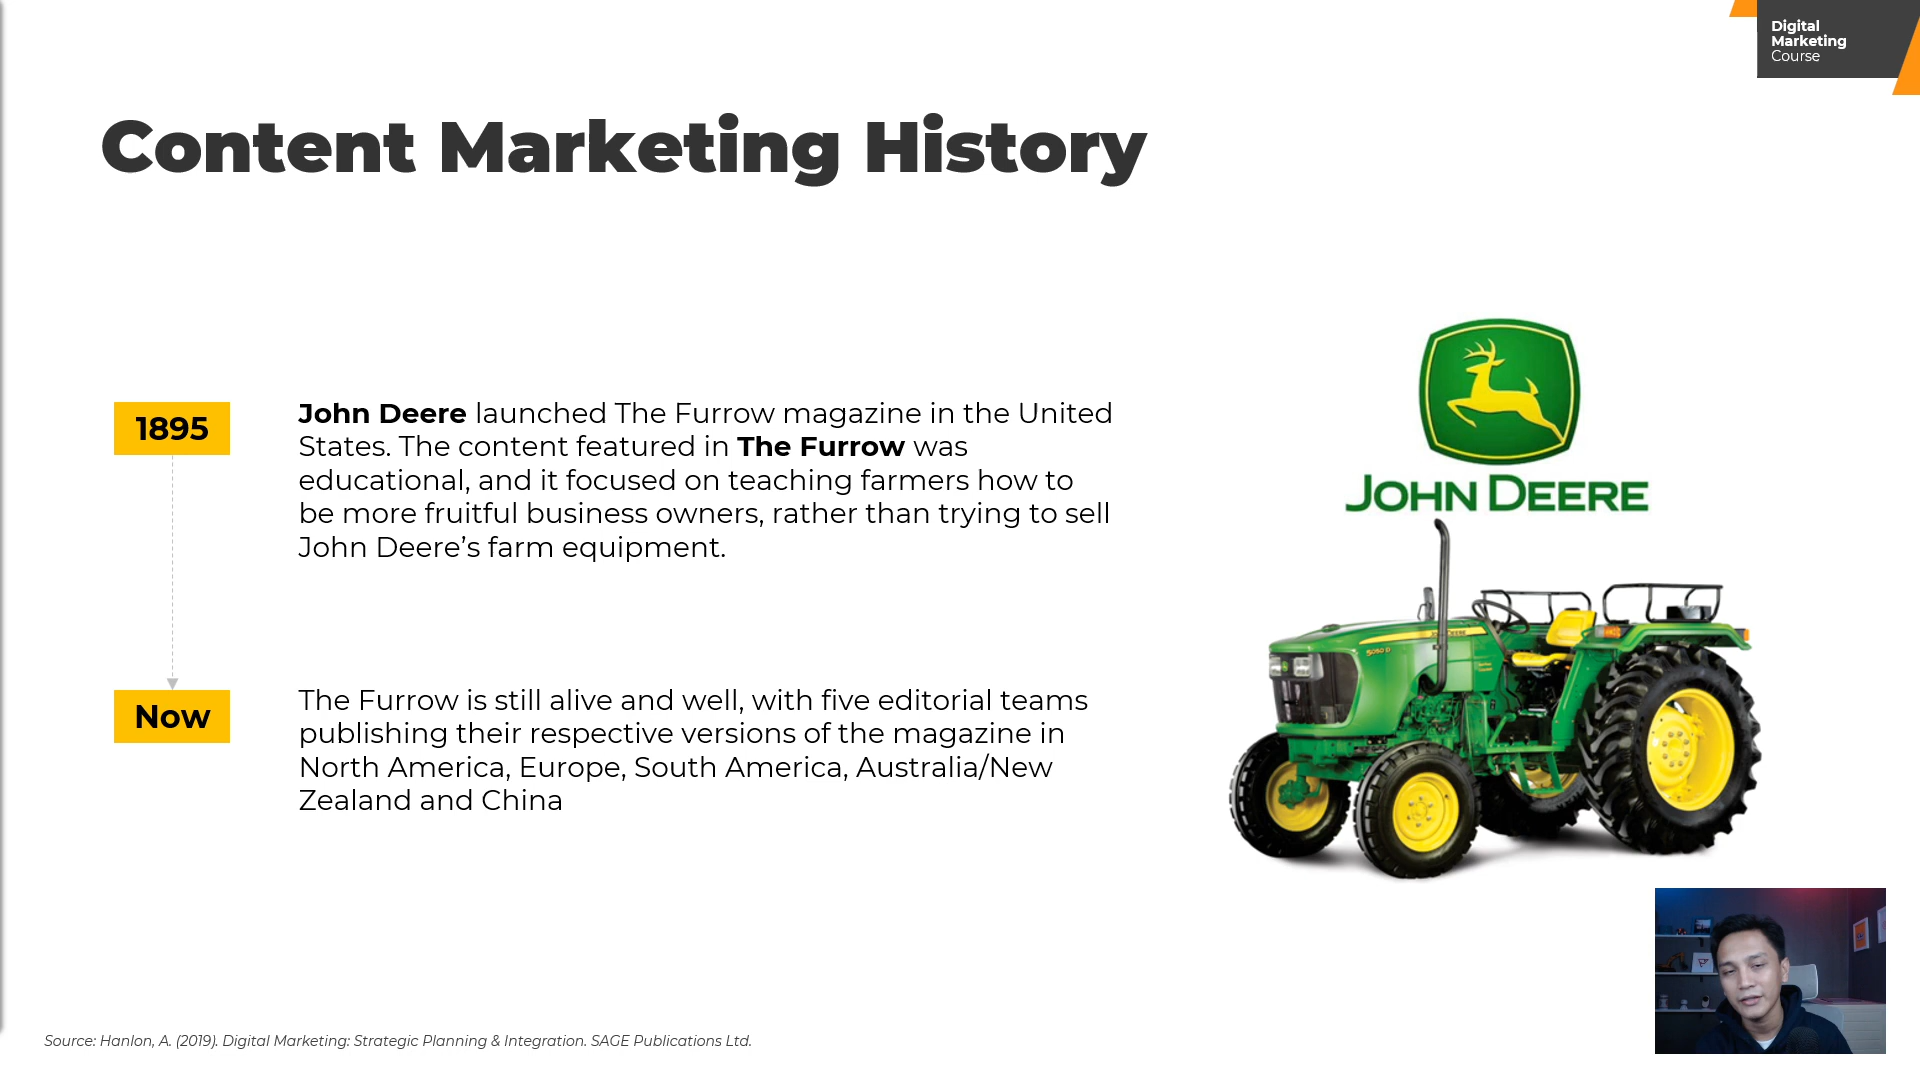 Digital
Marketing
Course
Content Marketing History
1895
John Deere launched The Furrow magazine in the United
States. The content featured in The Furrow was
educational, and it focused on teaching farmers how to
be more fruitful business owners, rather than trying to sell
John Deere’s farm equipment.
JOHN DEERE
Now
The Furrow is still alive and well, with five editorial teams
publishing their respective versions of the magazine in
North America, Europe, South America, Australia/New
Zealand and China
Source: Hanlon, A. (2019). Digital Marketing: Strategic Planning & Integration. SAGE Publications Ltd.